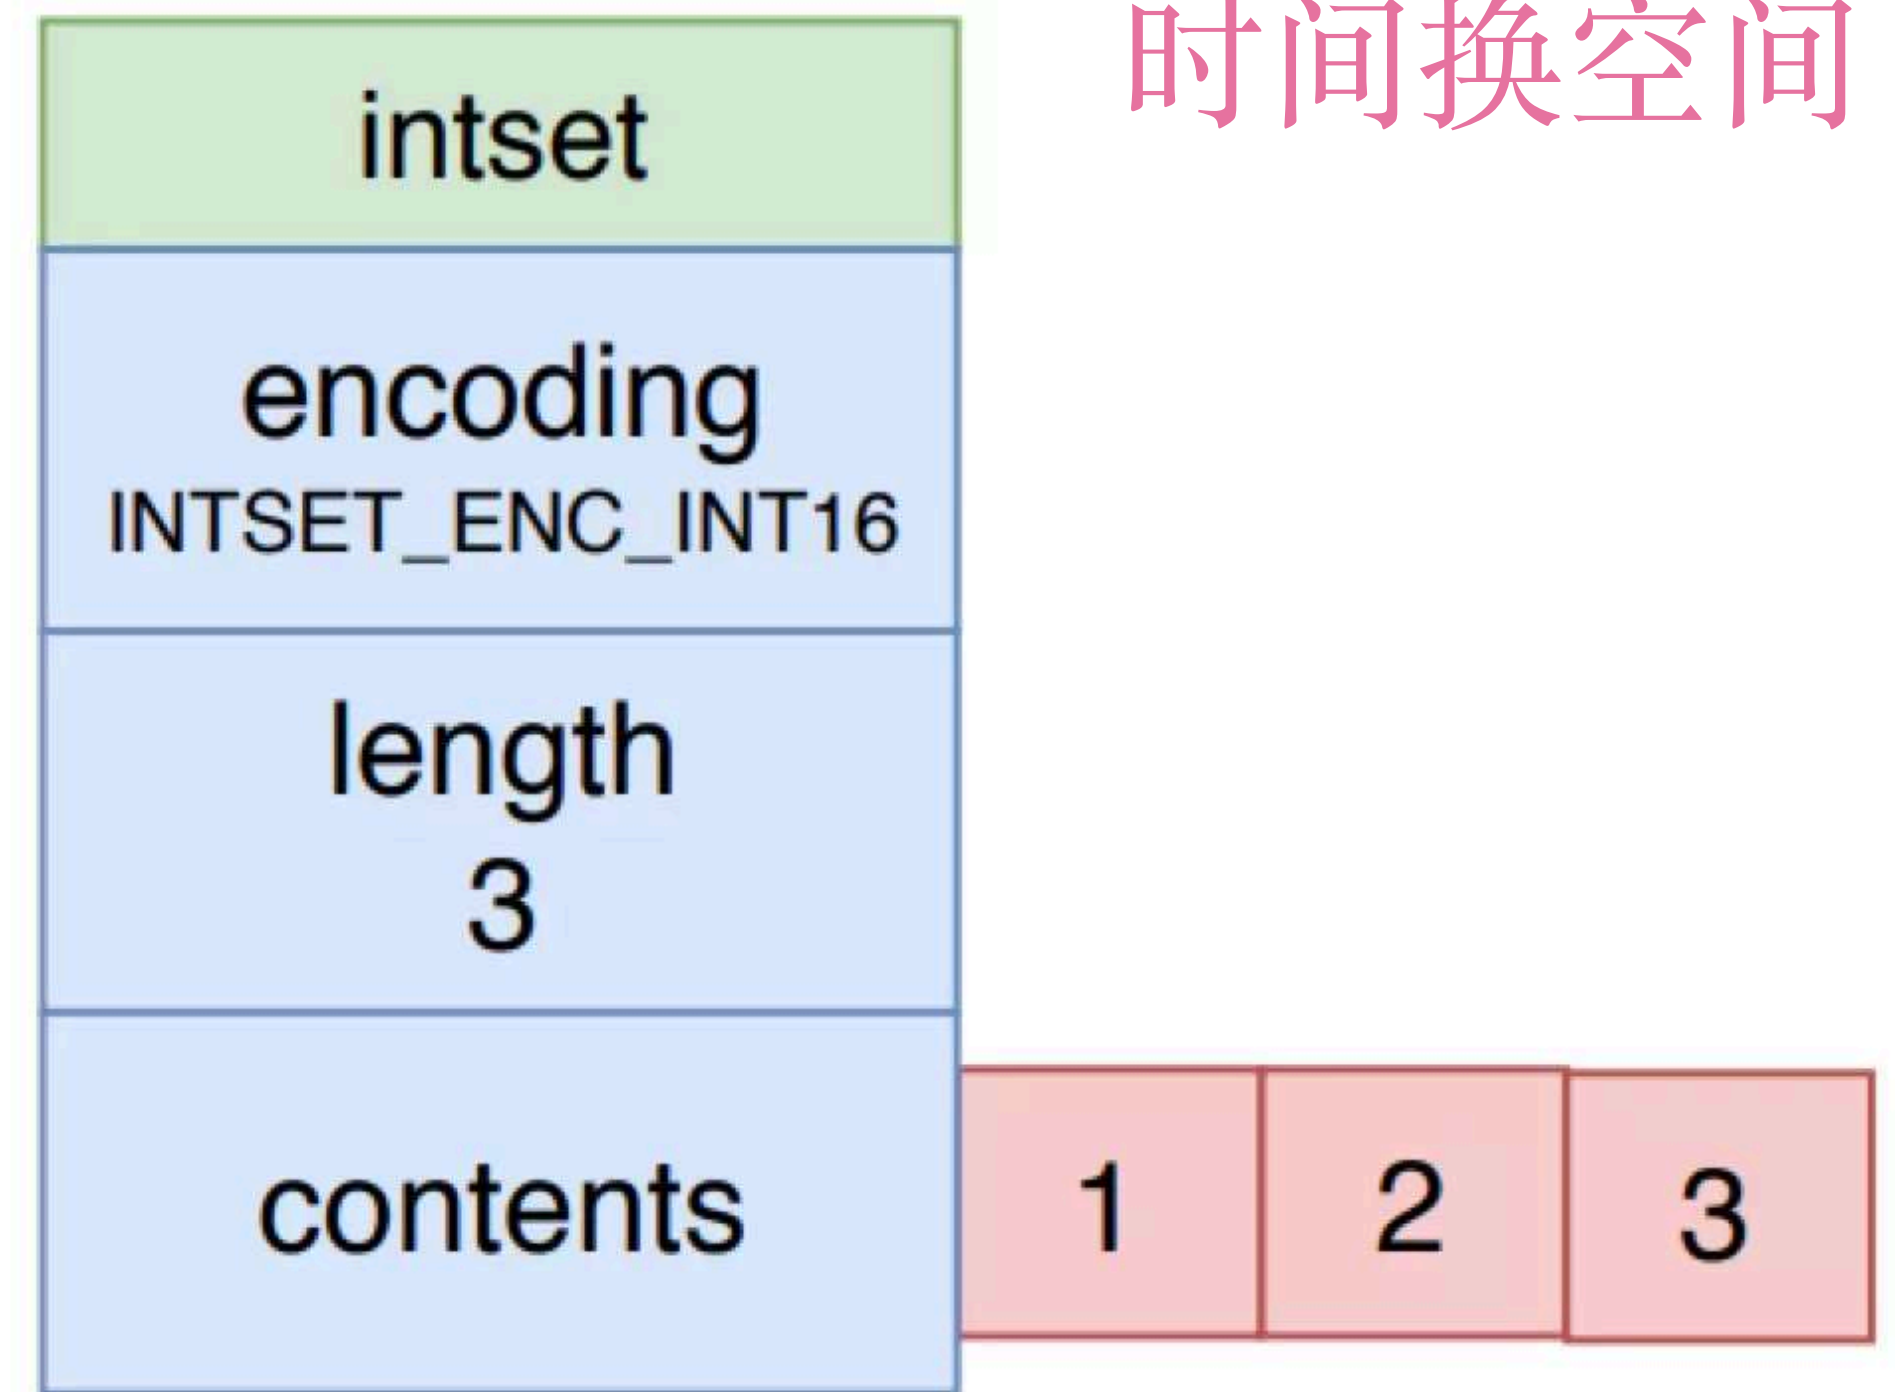 时间换空间
intset
encoding
INTSET_ENC_INT16
length
3
contents
1 2 3